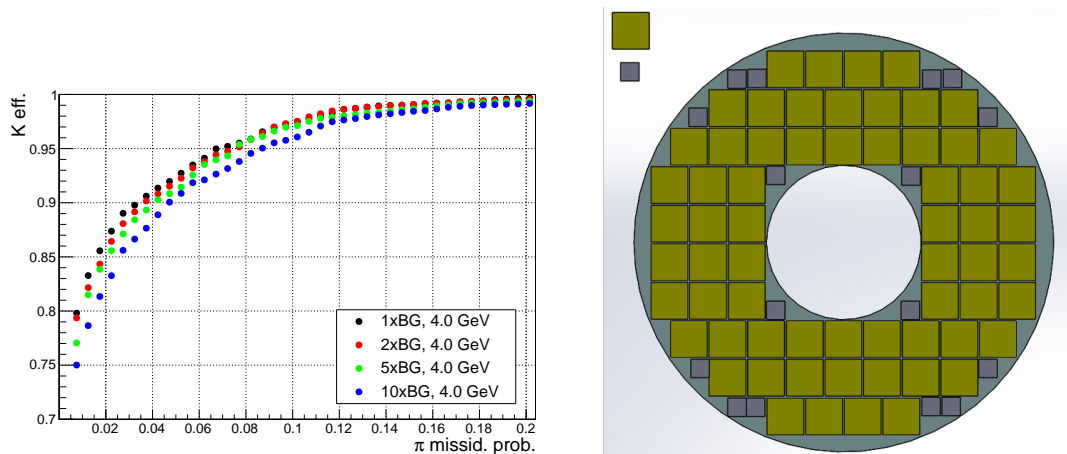 K eff.
1
0.95
0.9
0.85
0.8
0.75
0.7
1xBG, 4.0 GeV
2xBG, 4.0 GeV
5xBG, 4.0 GeV
10xBG, 4.0 GeV
0.02 0.04 0.06 0.08 0.1 0.12 0.14 0.16 0.18 0.2
π missid. prob.